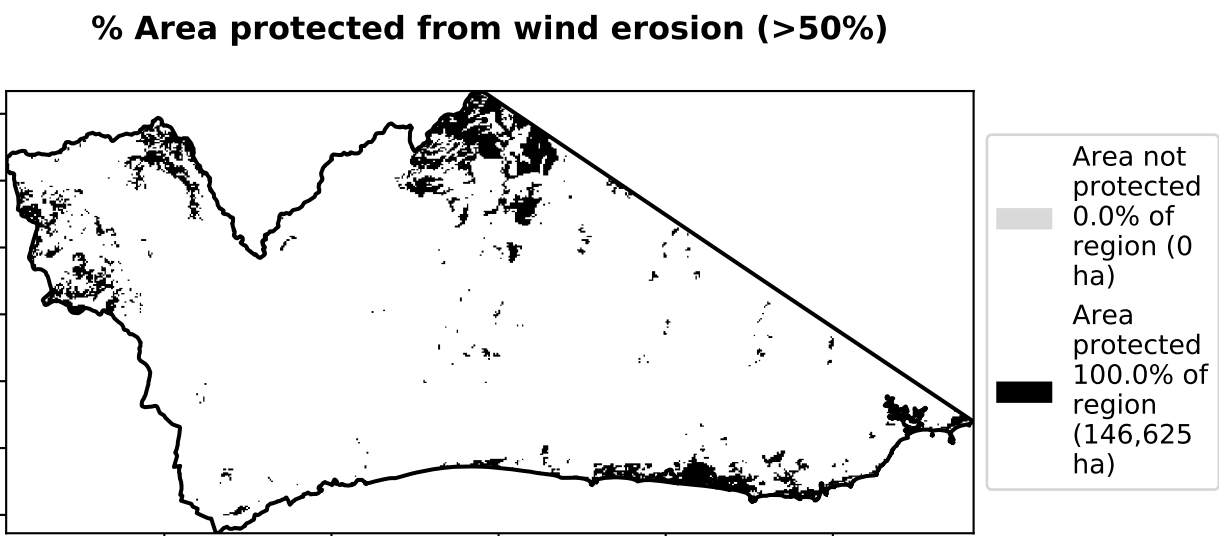 % Area protected from wind erosion (>50%)
Area not
protected
0.0% of
region (0
ha)
Area
protected
100.0% of
region
(146,625
ha)